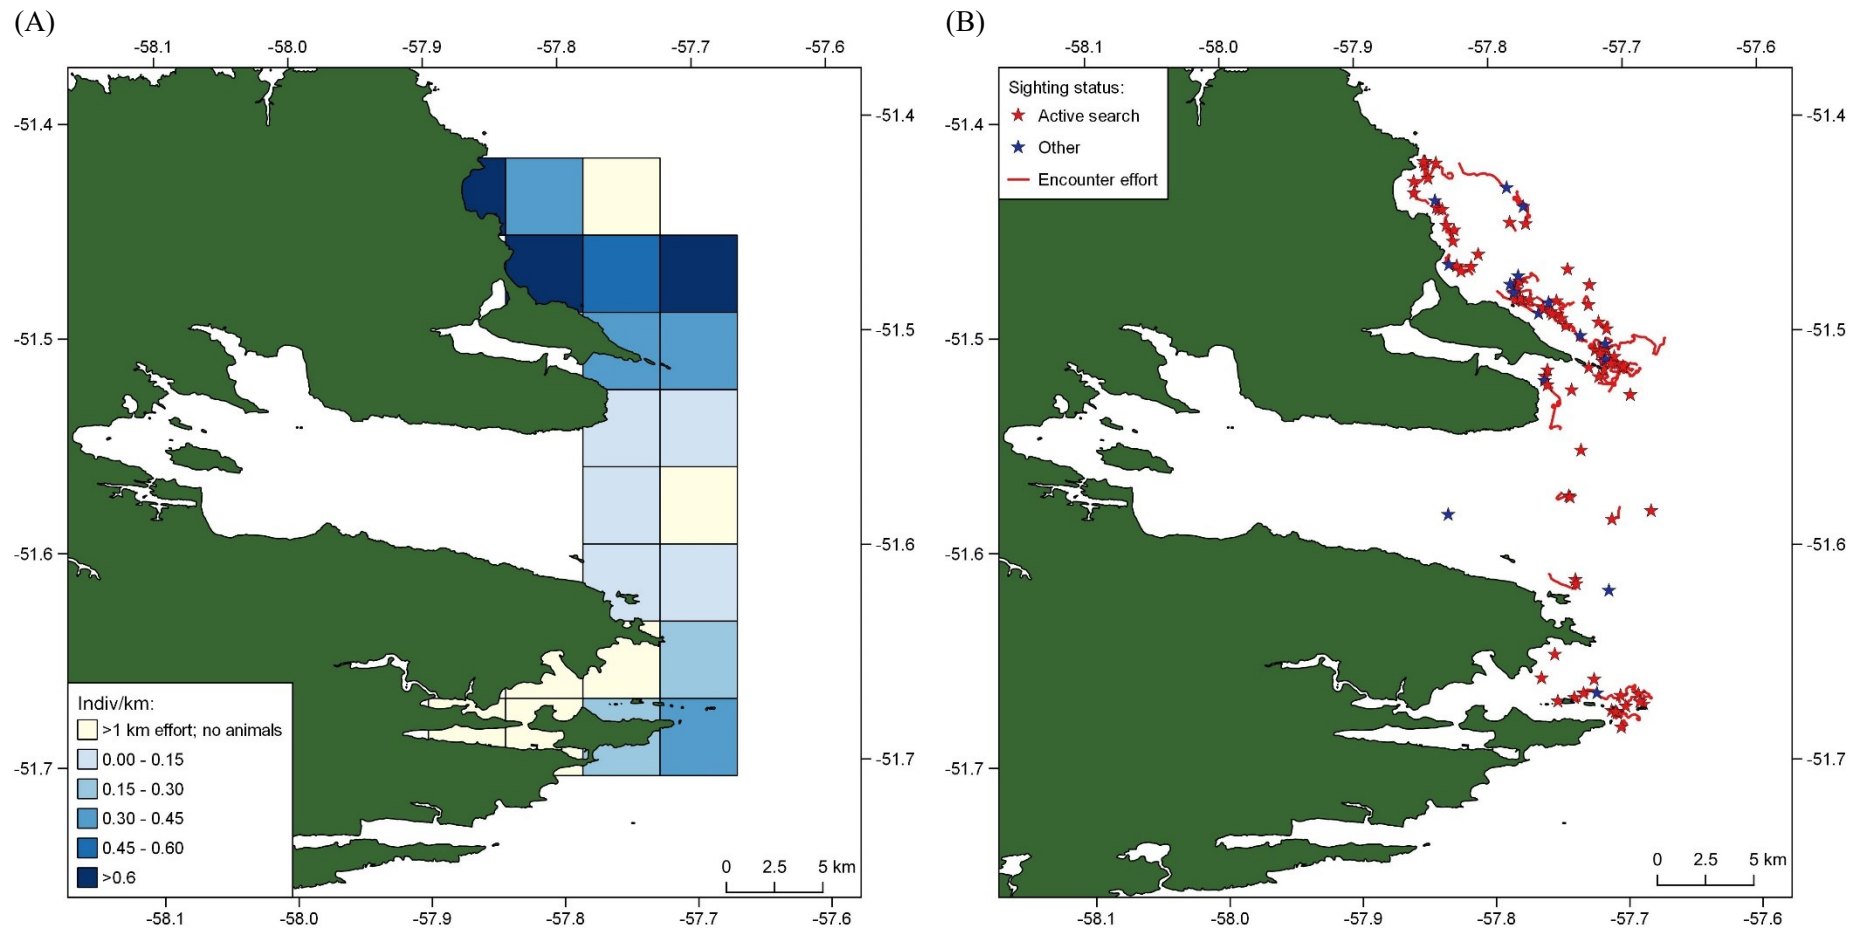 (A)
-58.1 -58.0 -57.9 -57.8 -57.7 -57.6
-51.4 -51.4
-51.5 -51.5
-51.6 -51.6
-51.7 -51.7
Indiv/km:
>1 km effort; no animals
0.00 - 0.15
0.15 - 0.30
0.30 - 0.45
0.45 - 0.60
>0.6
0 2.5 5 km
-58.1 -58.0 -57.9 -57.8 -57.7 -57.6
(B)
-58.1 -58.0 -57.9 -57.8 -57.7 -57.6
Sighting status:
Active search
Other
Encounter effort
-51.4 -51.4
-51.5 -51.5
-51.6 -51.6
-51.7 -51.7
0 2.5 5 km
-58.1 -58.0 -57.9 -57.8 -57.7 -57.6